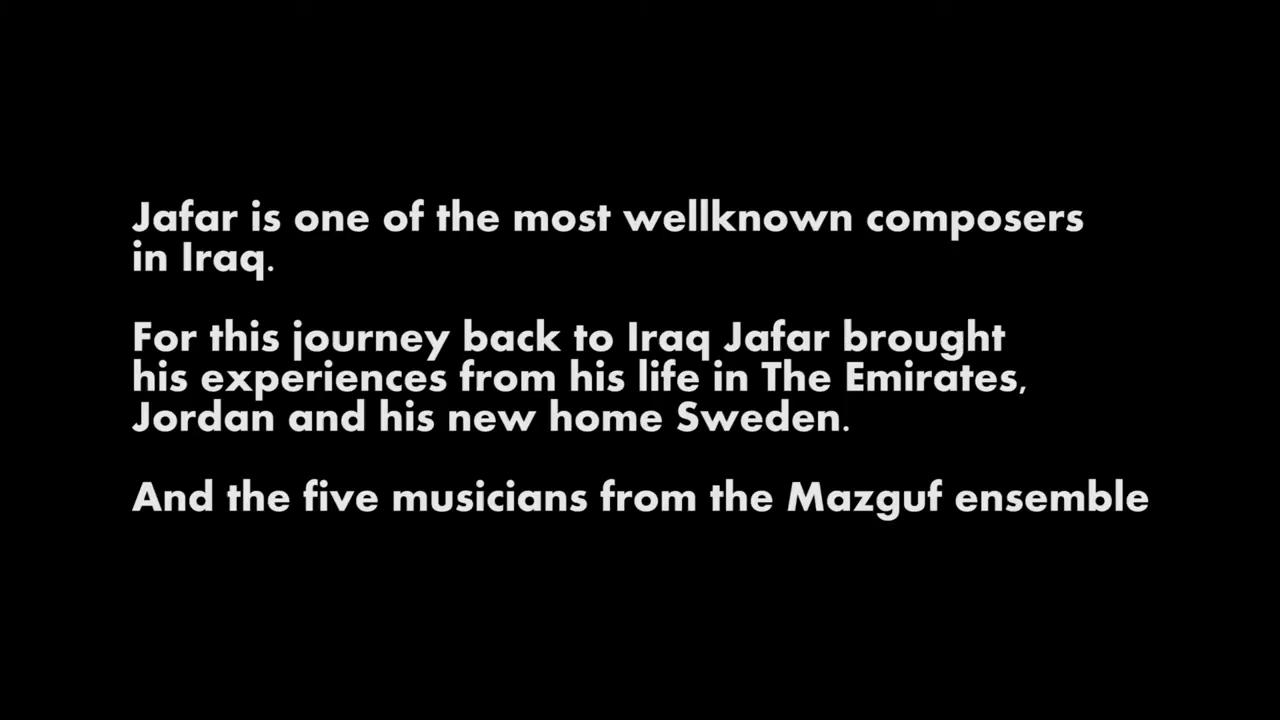 Jafar is one of the most wellknown composers
in Iraq.
For this journey back to Iraq Jafar brought
his experiences from his life in The Emirates,
Jordan and his new home Sweden.
And the five musicians from the Mazguf ensemble